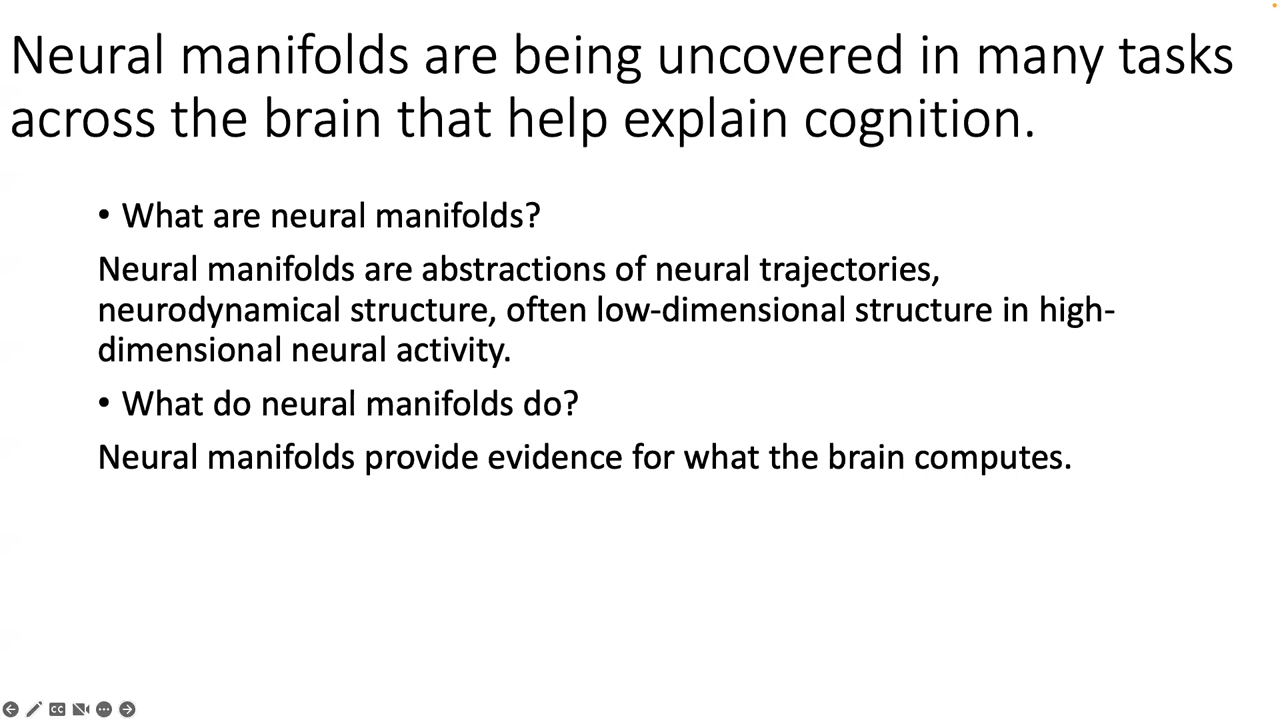 Neural manifolds are being uncovered in many tasks
across the brain that help explain cognition.
• What are neural manifolds?
Neural manifolds are abstractions of neural trajectories,
neurodynamical structure, often low-dimensional structure in high-
dimensional neural activity.
• What do neural manifolds do?
Neural manifolds provide evidence for what the brain computes.
CC